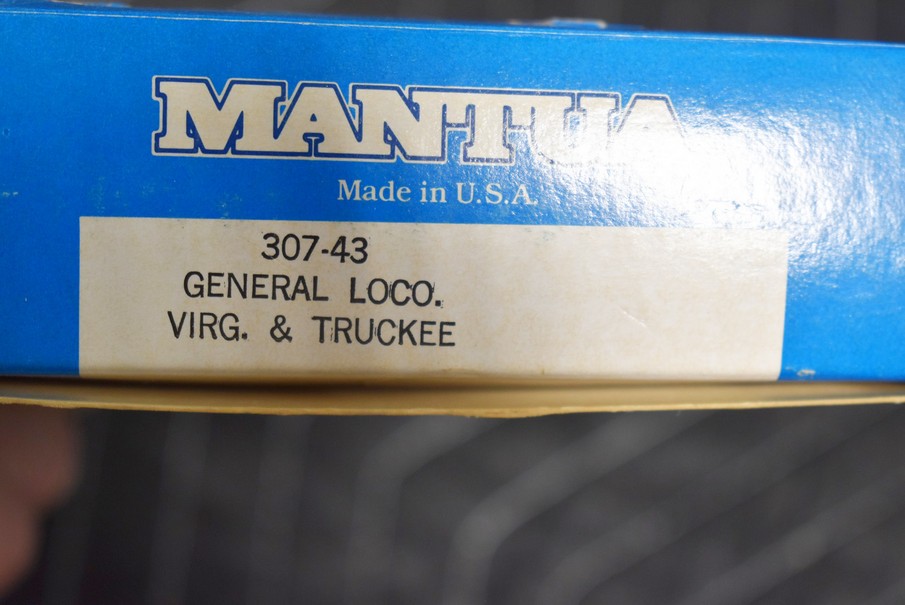 MANTUA
Made in U.S.A.
307-43
GENERAL LOCO.
VIRG. & TRUCKEE